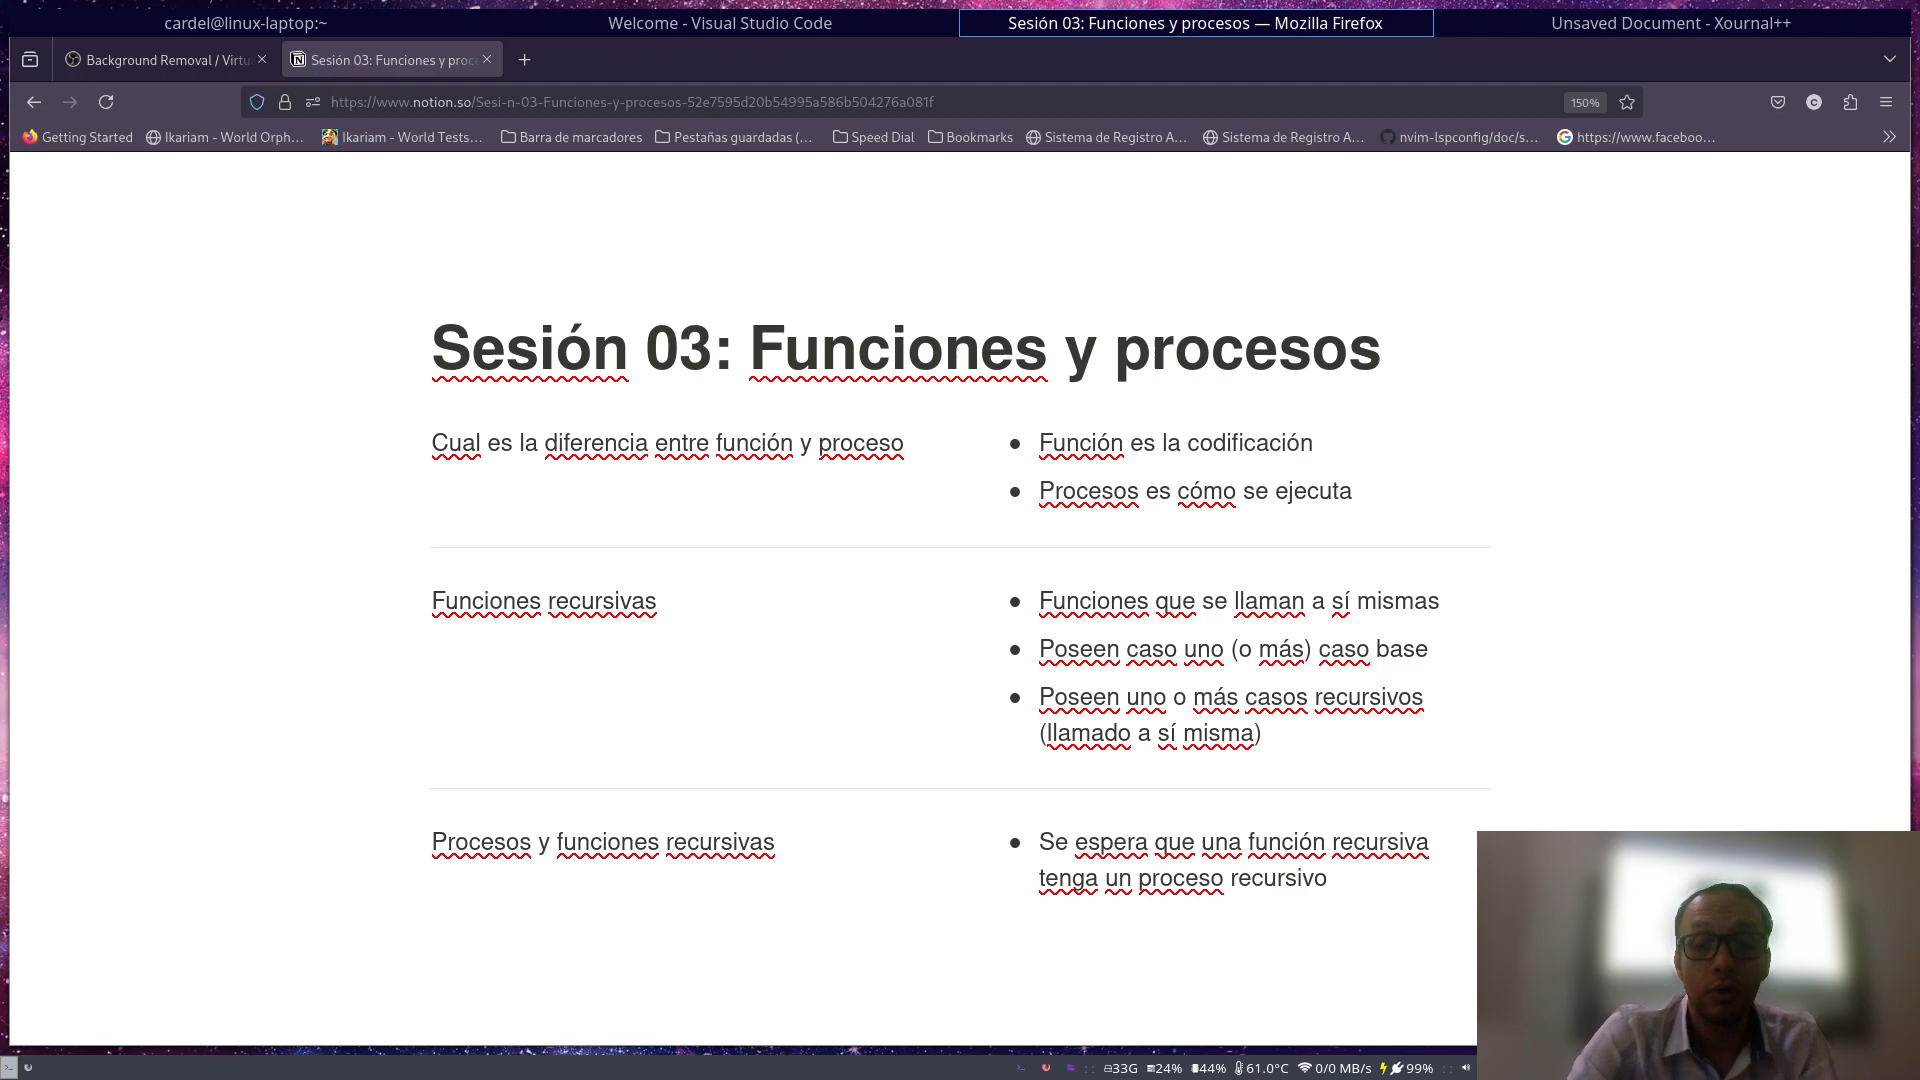 cardel@linux-laptop:~
Welcome - Visual Studio Code
Sesión 03: Funciones y procesos — Mozilla Firefox
Unsaved Document - Xournal++
Background Removal / Virtu
Sesión 03: Funciones y proce
https://www.notion.so/Sesi-n-03-Funciones-y-procesos-52e7595d20b54995a586b504276a081f
150%
Getting Started
Ikariam - World Orph...
Ikariam - World Tests...
Barra de marcadores
Pestañas guardadas (...
Speed Dial
Bookmarks
Sistema de Registro A...
Sistema de Registro A...
nvim-lspconfig/doc/s...
https://www.faceboo...
Sesión 03: Funciones y procesos
Cual es la diferencia entre función y proceso
Función es la codificación
Procesos es cómo se ejecuta
Funciones recursivas
Funciones que se llaman a sí mismas
Poseen caso uno (o más) caso base
Poseen uno o más casos recursivos
(llamado a sí misma)
Procesos y funciones recursivas
Se espera que una función recursiva
tenga un proceso recursivo
33G 24% 44% 61.0°C 0/0 MB/s 99%